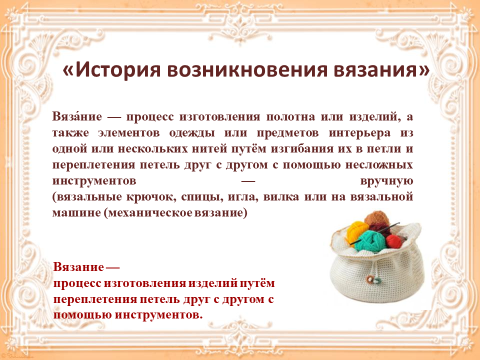 «История возникновения вязания»
Вяза́ние — процесс изготовления полотна или изделий, а
также элементов одежды или предметов интерьера из
одной или нескольких нитей путём изгибания их в петли и
переплетения петель друг с другом с помощью несложных
инструментов — вручную
(вязальные крючок, спицы, игла, вилка или на вязальной
машине (механическое вязание)
Вязание —
процесс изготовления изделий путём
переплетения петель друг с другом с
помощью инструментов.